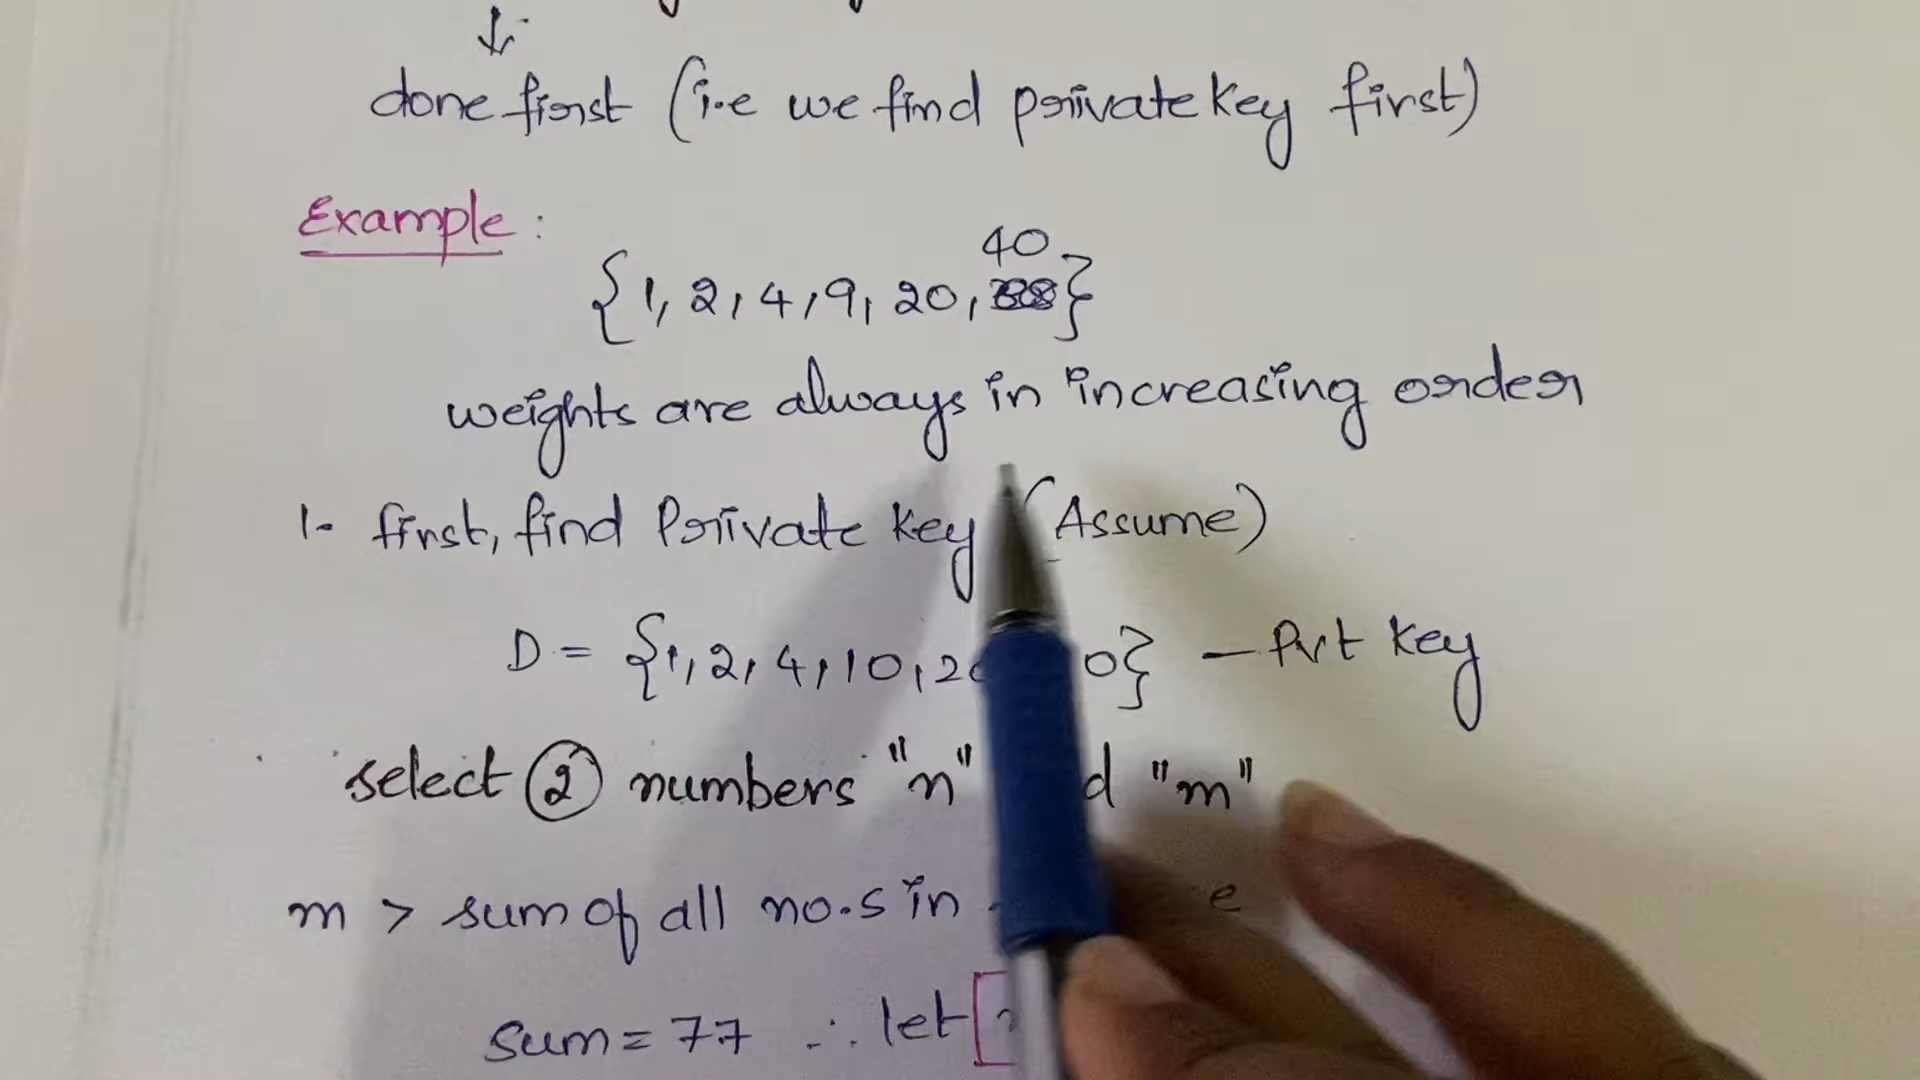 done first (i.e we find private key first)
Example :
40
{1, 2, 4, 9, 20, }
weights are always in increasing order
1- first, find Private key (Assume)
D = {1, 2, 4, 10, 0} - Pvt key
select ② numbers "n" "m"
m > sum of all no.s in
sum = 77 ∴ let